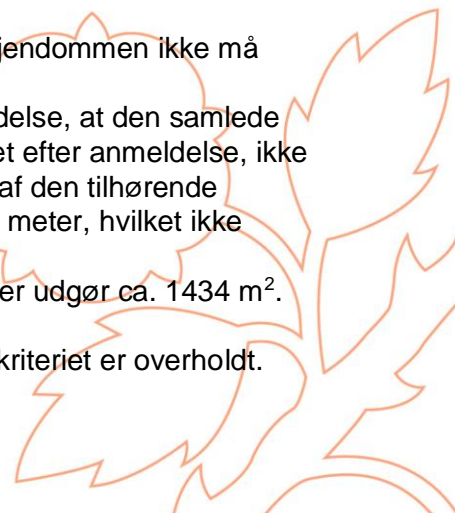 jendommen ikke må
delse, at den samlede
et efter anmeldelse, ikke
af den tilhørende
meter, hvilket ikke
er udgør ca. 1434 m².
kriteriet er overholdt.